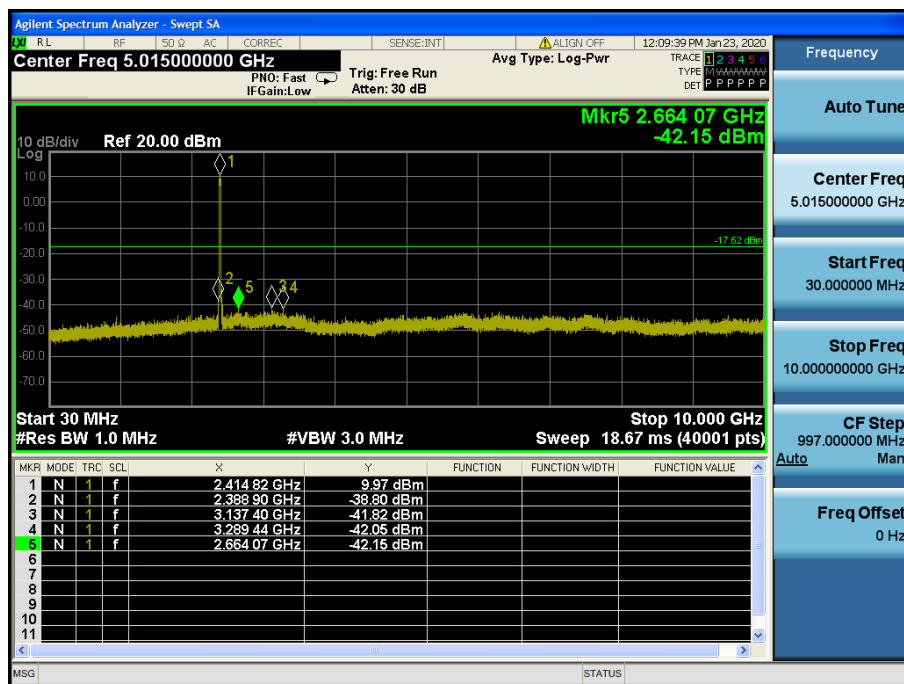 Agilent Spectrum Analyzer - Swept SA
LXI RL RF 50 Ω AC CORREC SENSE:INT ALIGN OFF 12:09:39 PM Jan 23, 2020
Center Freq 5.015000000 GHz
PNO: Fast
IFGain:Low
Trig: Free Run
Atten: 30 dB
Avg Type: Log-Pwr
TRACE 1 2 3 4 5 6
TYPE M WWWWW
DET P P P P P P
Mkr5 2.664 07 GHz
-42.15 dBm
10 dB/div Ref 20.00 dBm
Log
10.0
0.00
-10.0
-20.0
-30.0
-40.0
-50.0
-60.0
-70.0
1
2
5
3 4
-17.62 dBm
Start 30 MHz Stop 10.000 GHz
#Res BW 1.0 MHz #VBW 3.0 MHz Sweep 18.67 ms (40001 pts)
MKR MODE TRC SCL X Y FUNCTION FUNCTION WIDTH FUNCTION VALUE
1 N 1 f 2.414 82 GHz 9.97 dBm
2 N 1 f 2.388 90 GHz -38.80 dBm
3 N 1 f 3.137 40 GHz -41.82 dBm
4 N 1 f 3.289 44 GHz -42.05 dBm
5 N 1 f 2.664 07 GHz -42.15 dBm
6
7
8
9
10
11
MSG STATUS
Frequency
Auto Tune
Center Freq
5.015000000 GHz
Start Freq
30.000000 MHz
Stop Freq
10.000000000 GHz
CF Step
997.000000 MHz
Auto Man
Freq Offset
0 Hz